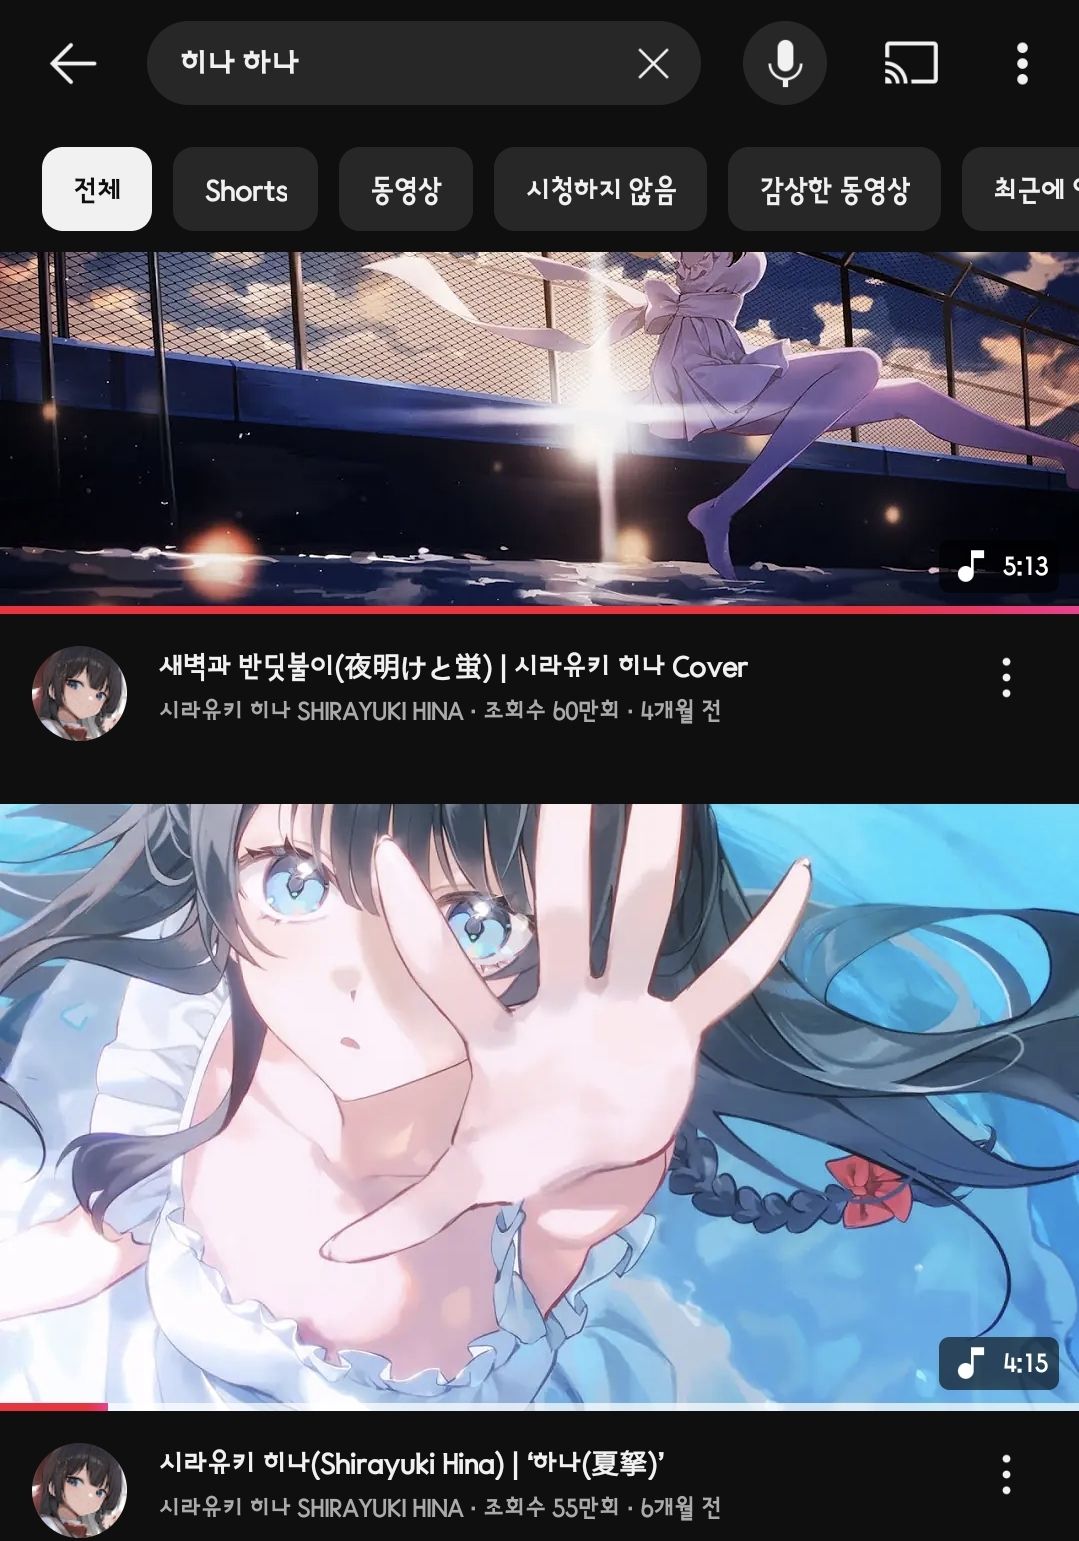 히나 하나
전체 Shorts 동영상 시청하지 않음 감상한 동영상 최근에
5:13
새벽과 반딧불이(夜明けと蛍) | 시라유키 히나 Cover
시라유키 히나 SHIRAYUKI HINA · 조회수 60만회 · 4개월 전
4:15
시라유키 히나(Shirayuki Hina) | ‘하나(夏拏)’
시라유키 히나 SHIRAYUKI HINA · 조회수 55만회 · 6개월 전